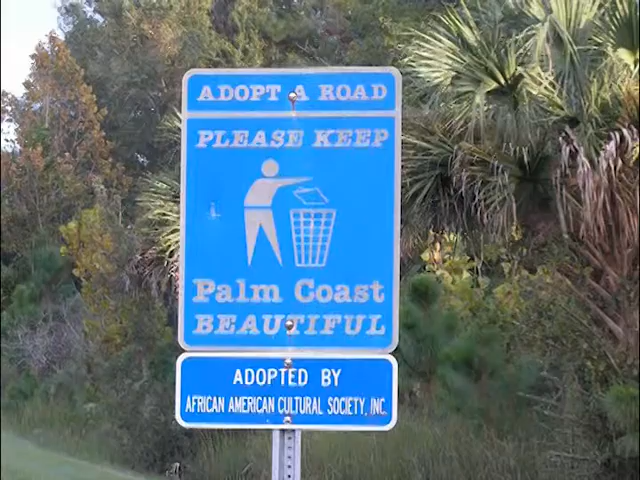 ADOPT A ROAD
PLEASE KEEP
Palm Coast
BEAUTIFUL
ADOPTED BY
AFRICAN AMERICAN CULTURAL SOCIETY, INC.